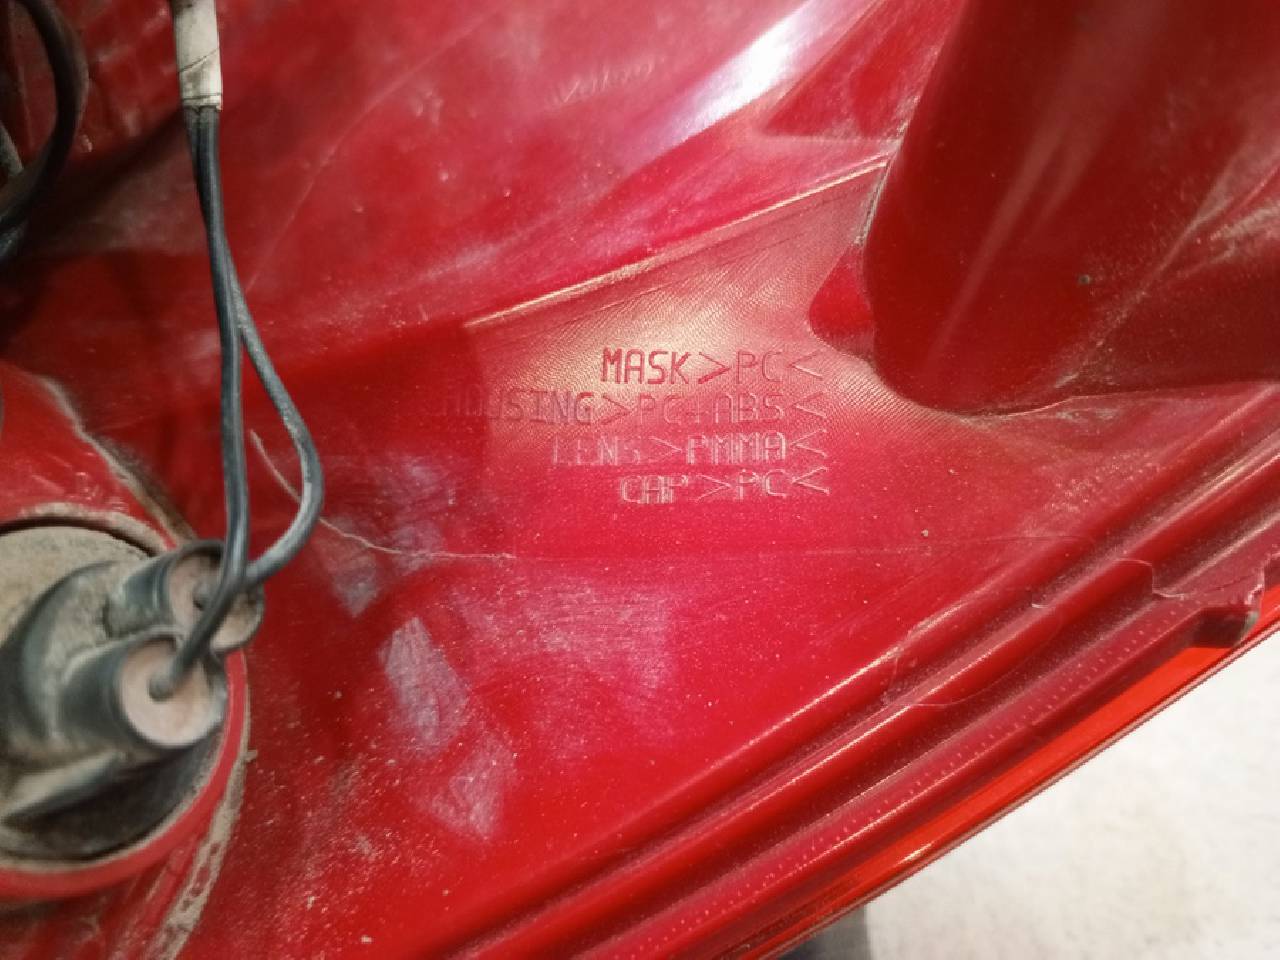 MASK>PC<
HOUSING>PC+ABS<
LENS>PMMA<
CAP>PC<